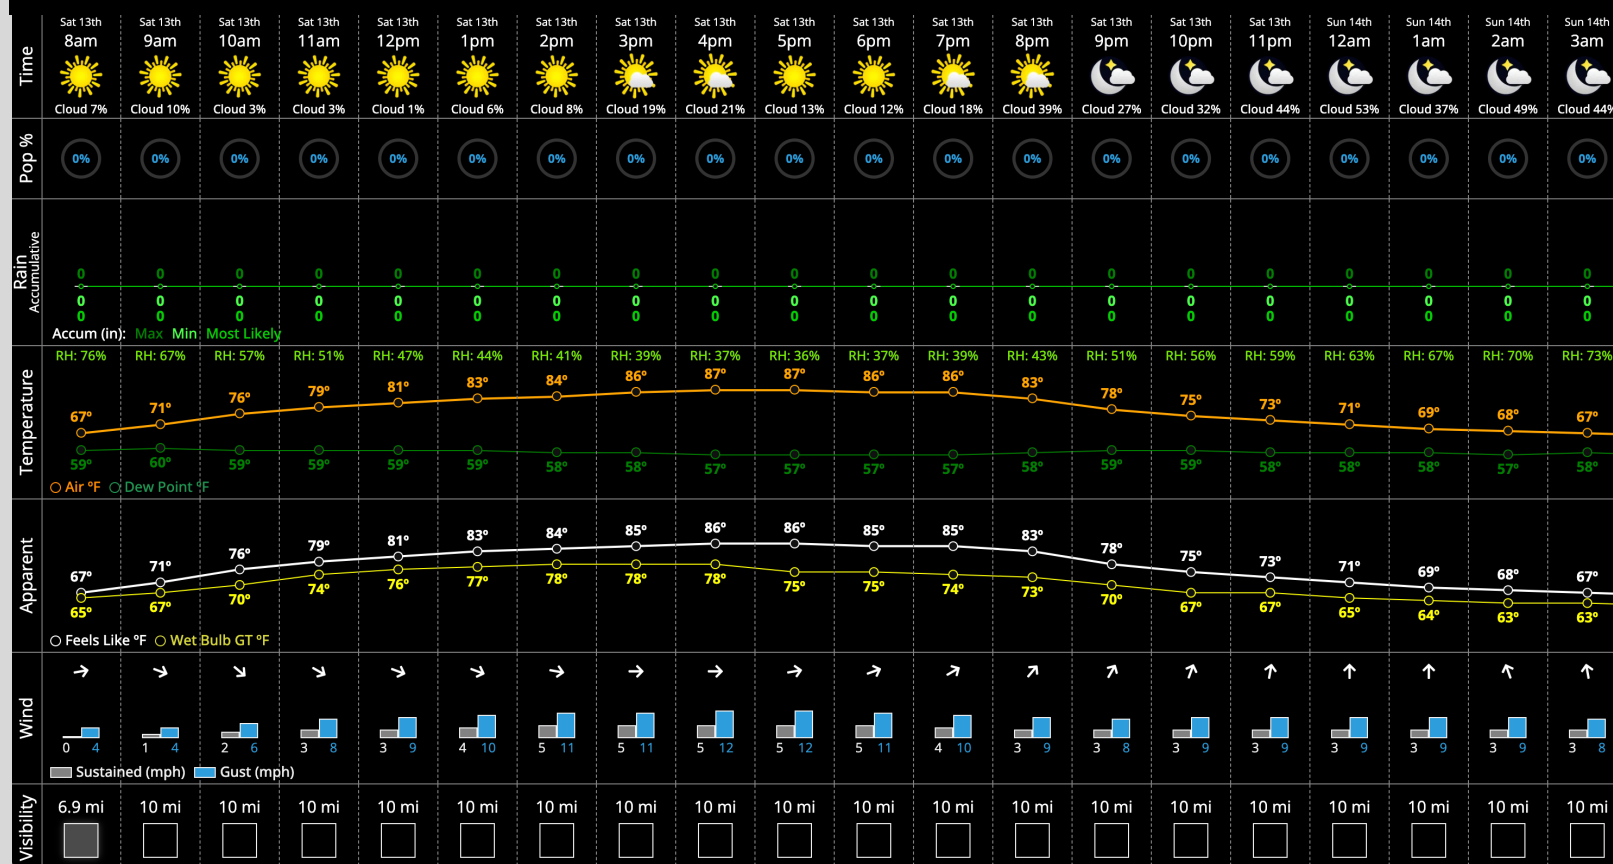 Time
Sat 13th Sat 13th Sat 13th Sat 13th Sat 13th Sat 13th Sat 13th Sat 13th Sat 13th Sat 13th Sat 13th Sat 13th Sat 13th Sat 13th Sat 13th Sat 13th Sun 14th Sun 14th Sun 14th Sun 14th
8am 9am 10am 11am 12pm 1pm 2pm 3pm 4pm 5pm 6pm 7pm 8pm 9pm 10pm 11pm 12am 1am 2am 3am
Cloud 7% Cloud 10% Cloud 3% Cloud 3% Cloud 1% Cloud 6% Cloud 8% Cloud 19% Cloud 21% Cloud 13% Cloud 12% Cloud 18% Cloud 39% Cloud 27% Cloud 32% Cloud 44% Cloud 53% Cloud 37% Cloud 49% Cloud 44%
Pop %
0% 0% 0% 0% 0% 0% 0% 0% 0% 0% 0% 0% 0% 0% 0% 0% 0% 0% 0% 0%
Rain
Accumulative
0 0 0 0 0 0 0 0 0 0 0 0 0 0 0 0 0 0 0 0
0 0 0 0 0 0 0 0 0 0 0 0 0 0 0 0 0 0 0 0
0 0 0 0 0 0 0 0 0 0 0 0 0 0 0 0 0 0 0 0
Accum (in): Max Min Most Likely
Temperature
RH: 76% RH: 67% RH: 57% RH: 51% RH: 47% RH: 44% RH: 41% RH: 39% RH: 37% RH: 36% RH: 37% RH: 39% RH: 43% RH: 51% RH: 56% RH: 59% RH: 63% RH: 67% RH: 70% RH: 73%
67° 71° 76° 79° 81° 83° 84° 86° 87° 87° 86° 86° 83° 78° 75° 73° 71° 69° 68° 67°
59° 60° 59° 59° 59° 59° 58° 58° 57° 57° 57° 57° 58° 59° 59° 58° 58° 58° 57° 58°
Air °F Dew Point °F
Apparent
67° 71° 76° 79° 81° 83° 84° 85° 86° 86° 85° 85° 83° 78° 75° 73° 71° 69° 68° 67°
65° 67° 70° 74° 76° 77° 78° 78° 78° 75° 75° 74° 73° 70° 67° 67° 65° 64° 63° 63°
Feels Like °F Wet Bulb GT °F
Wind
0 4 1 4 2 6 3 8 3 9 4 10 5 11 5 11 5 12 5 12 5 11 4 10 3 9 3 8 3 9 3 9 3 9 3 9 3 9 3 8
Sustained (mph) Gust (mph)
Visibility
6.9 mi 10 mi 10 mi 10 mi 10 mi 10 mi 10 mi 10 mi 10 mi 10 mi 10 mi 10 mi 10 mi 10 mi 10 mi 10 mi 10 mi 10 mi 10 mi 10 mi